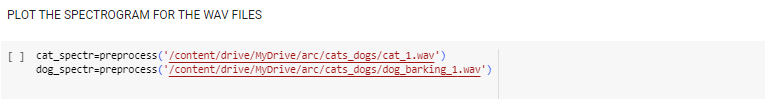 PLOT THE SPECTROGRAM FOR THE WAV FILES
[ ] cat_spectr=preprocess('/content/drive/MyDrive/arc/cats_dogs/cat_1.wav')
dog_spectr=preprocess('/content/drive/MyDrive/arc/cats_dogs/dog_barking_1.wav')